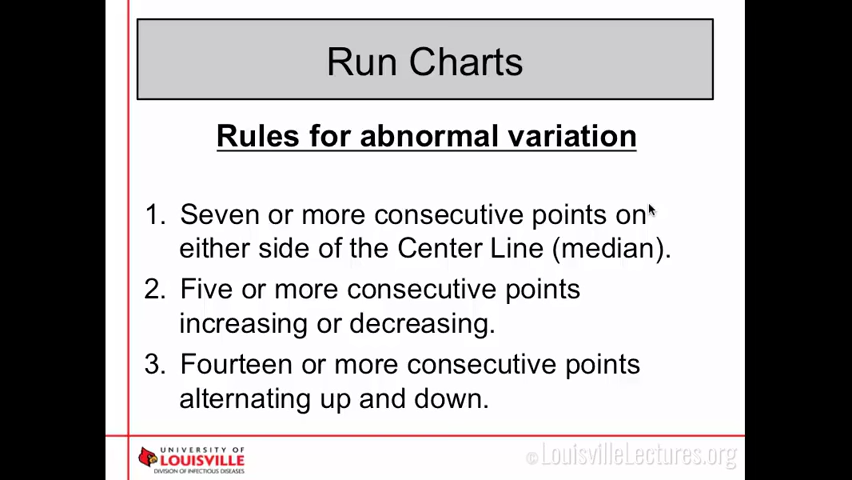 Run Charts
Rules for abnormal variation
1. Seven or more consecutive points on
either side of the Center Line (median).
2. Five or more consecutive points
increasing or decreasing.
3. Fourteen or more consecutive points
alternating up and down.
UNIVERSITY OF
LOUISVILLE
DIVISION OF INFECTIOUS DISEASES
© LouisvilleLectures.org